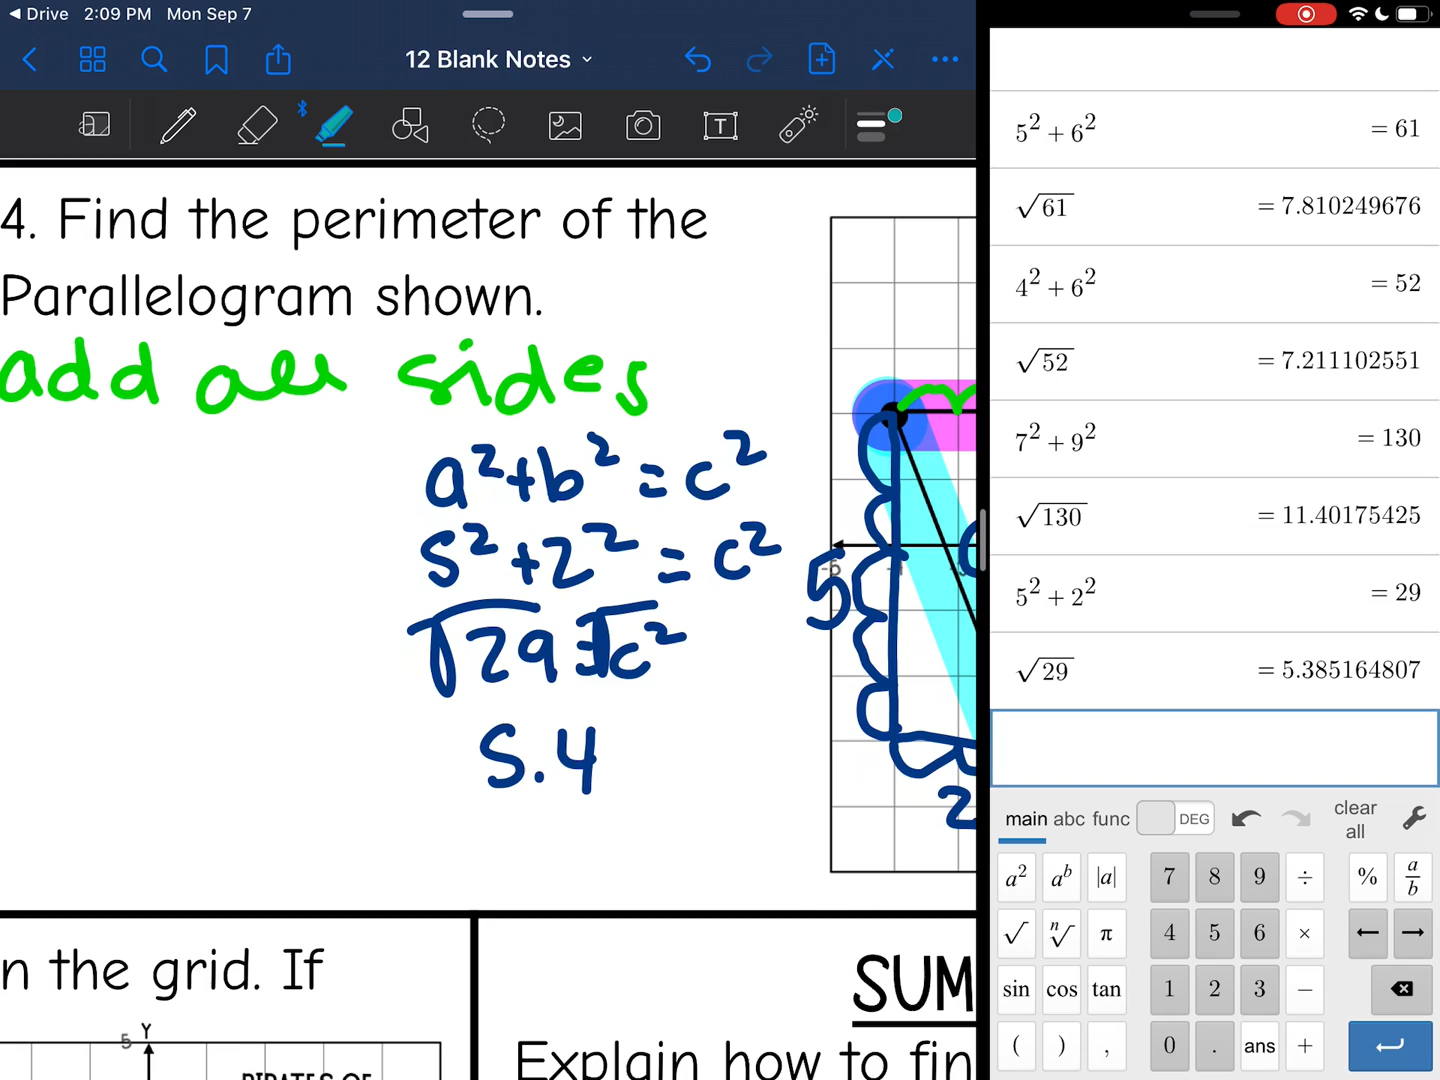 Drive 2:09 PM Mon Sep 7
12 Blank Notes
4. Find the perimeter of the
Parallelogram shown.
add all sides
a²+b²=c²
5²+2²=c²
√29=√c²
5.4
5
-5
2
n the grid. If
5
Y
PIRATES OF
SUM
Explain how to fin
5² + 6² = 61
√61 = 7.810249676
4² + 6² = 52
√52 = 7.211102551
7² + 9² = 130
√130 = 11.40175425
5² + 2² = 29
√29 = 5.385164807
main abc func DEG clear all
a² aᵇ |a| 7 8 9 ÷ % a/b
√ ⁿ√ π 4 5 6 × ← →
sin cos tan 1 2 3 −
( ) , 0 . ans +